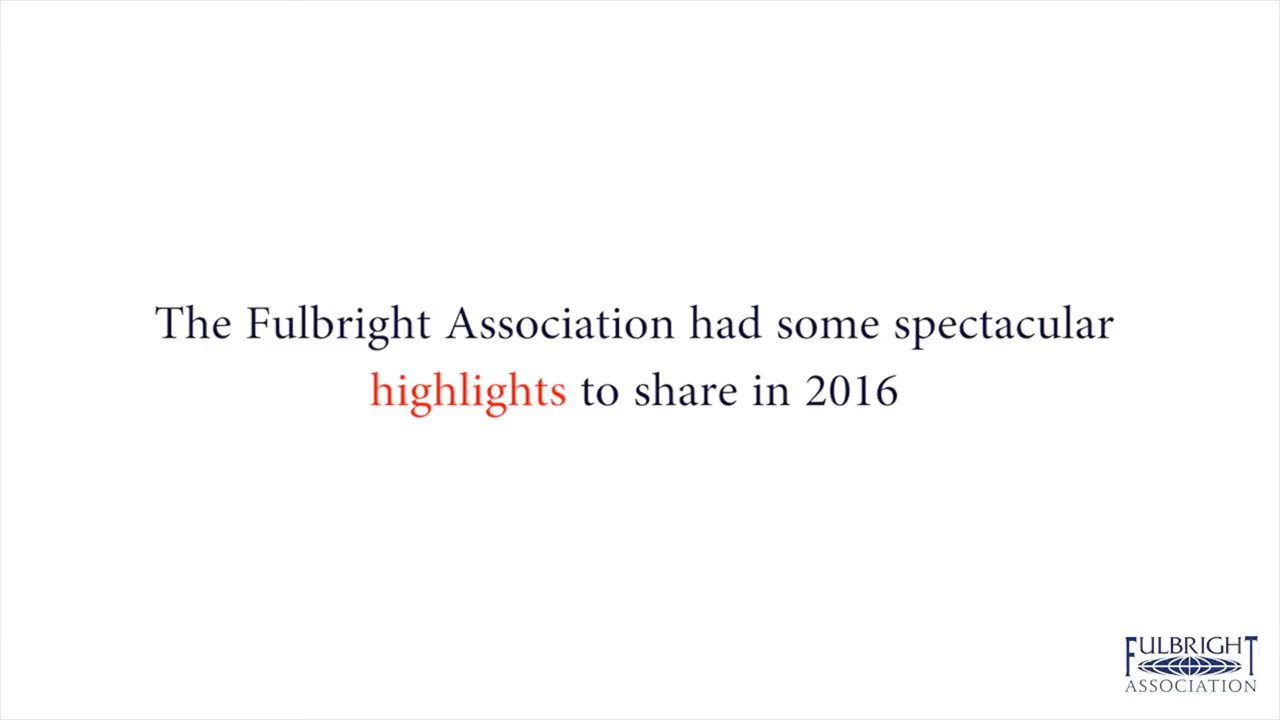 The Fulbright Association had some spectacular
highlights to share in 2016
FULBRIGHT
ASSOCIATION